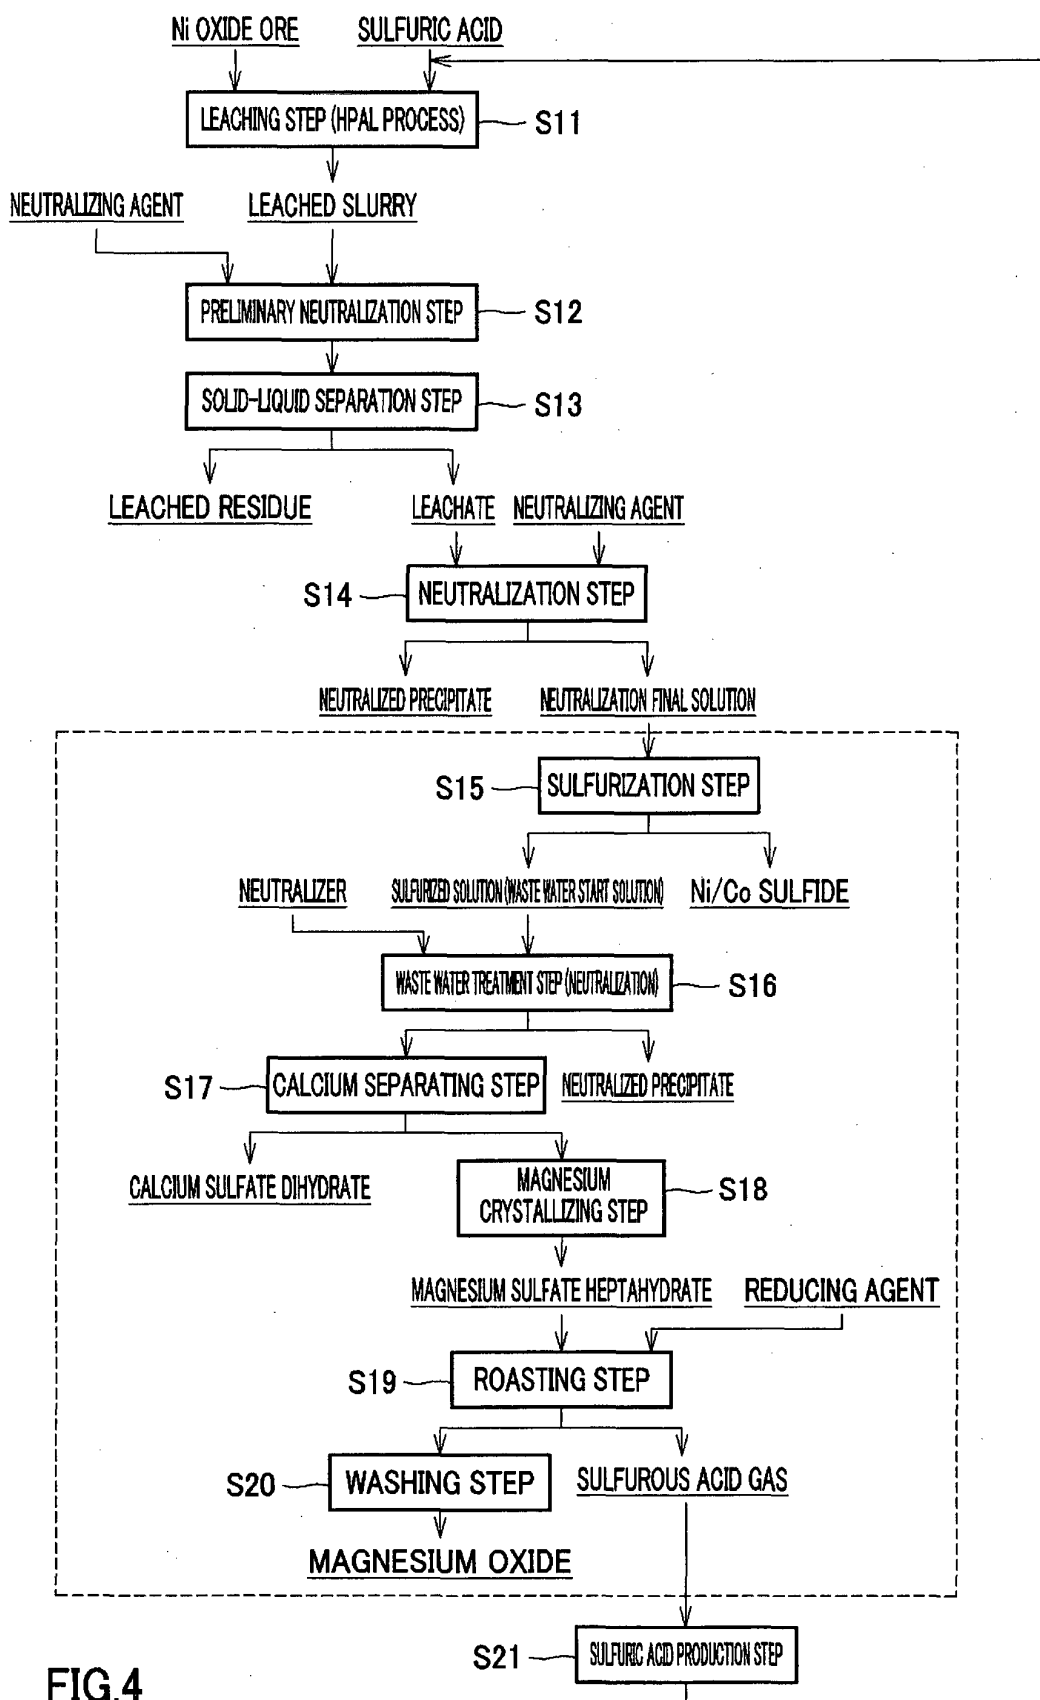 Ni OXIDE ORE
SULFURIC ACID
LEACHING STEP (HPAL PROCESS)
S11
NEUTRALIZING AGENT
LEACHED SLURRY
PRELIMINARY NEUTRALIZATION STEP
S12
SOLID-LIQUID SEPARATION STEP
S13
LEACHED RESIDUE
LEACHATE
NEUTRALIZING AGENT
S14
NEUTRALIZATION STEP
NEUTRALIZED PRECIPITATE
NEUTRALIZATION FINAL SOLUTION
S15
SULFURIZATION STEP
NEUTRALIZER
SULFURIZED SOLUTION (WASTE WATER START SOLUTION)
Ni/Co SULFIDE
WASTE WATER TREATMENT STEP (NEUTRALIZATION)
S16
S17
CALCIUM SEPARATING STEP
NEUTRALIZED PRECIPITATE
CALCIUM SULFATE DIHYDRATE
MAGNESIUM
CRYSTALLIZING STEP
S18
MAGNESIUM SULFATE HEPTAHYDRATE
REDUCING AGENT
S19
ROASTING STEP
S20
WASHING STEP
SULFUROUS ACID GAS
MAGNESIUM OXIDE
S21
SULFURIC ACID PRODUCTION STEP
FIG.4